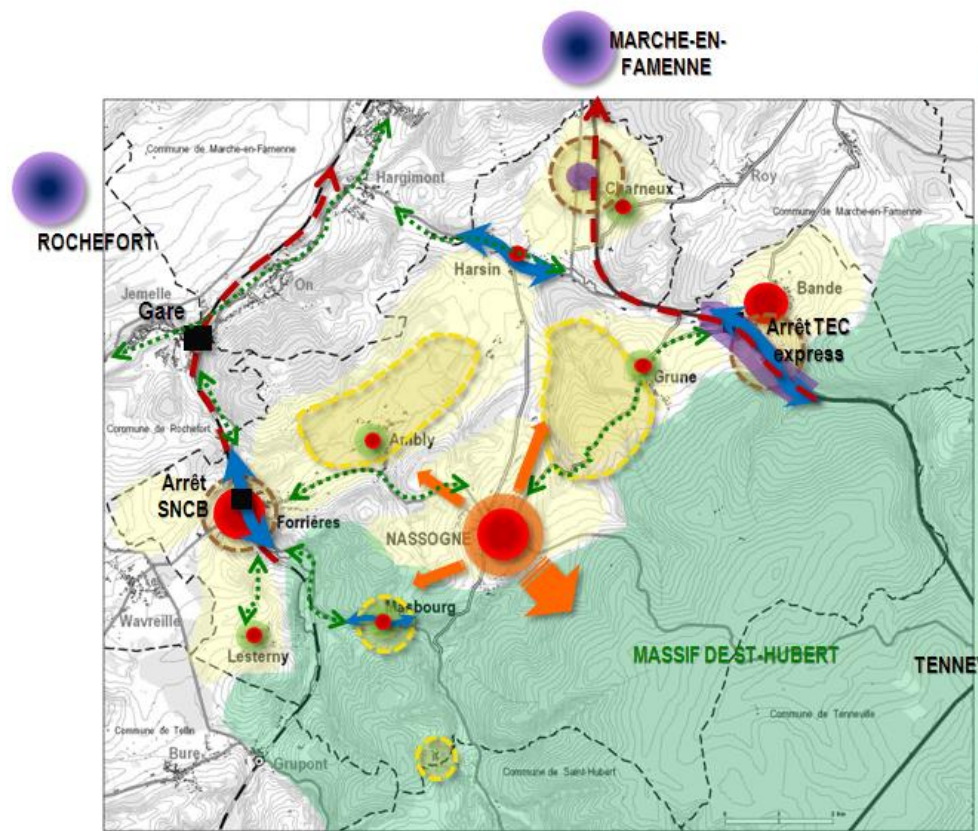 MARCHE-EN-
FAMENNE
ROCHEFORT
Commune de Marche-en-Famenne
Hargimont
Charneux
Roy
Commune de Marche-en-Famenne
Harsin
Jemelle
On
Gare
Bande
Arrêt TEC
express
Grune
Commune de Rochefort
Ambly
Arrêt
SNCB
Forrières
NASSOGNE
Masbourg
Wavreille
Lesterny
MASSIF DE ST-HUBERT
TENNE
Commune de Tellin
Commune de Tenneville
Bure
Grupont
Commune de Saint-Hubert